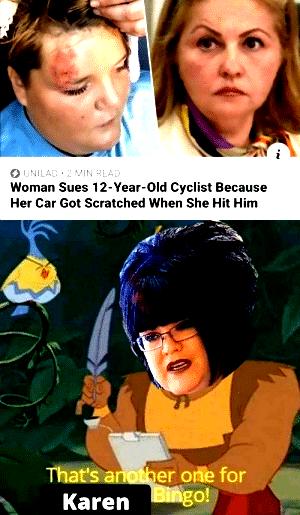 UNILAD • 2 MIN READ
i
Woman Sues 12-Year-Old Cyclist Because
Her Car Got Scratched When She Hit Him
That's another one for
Karen Bingo!